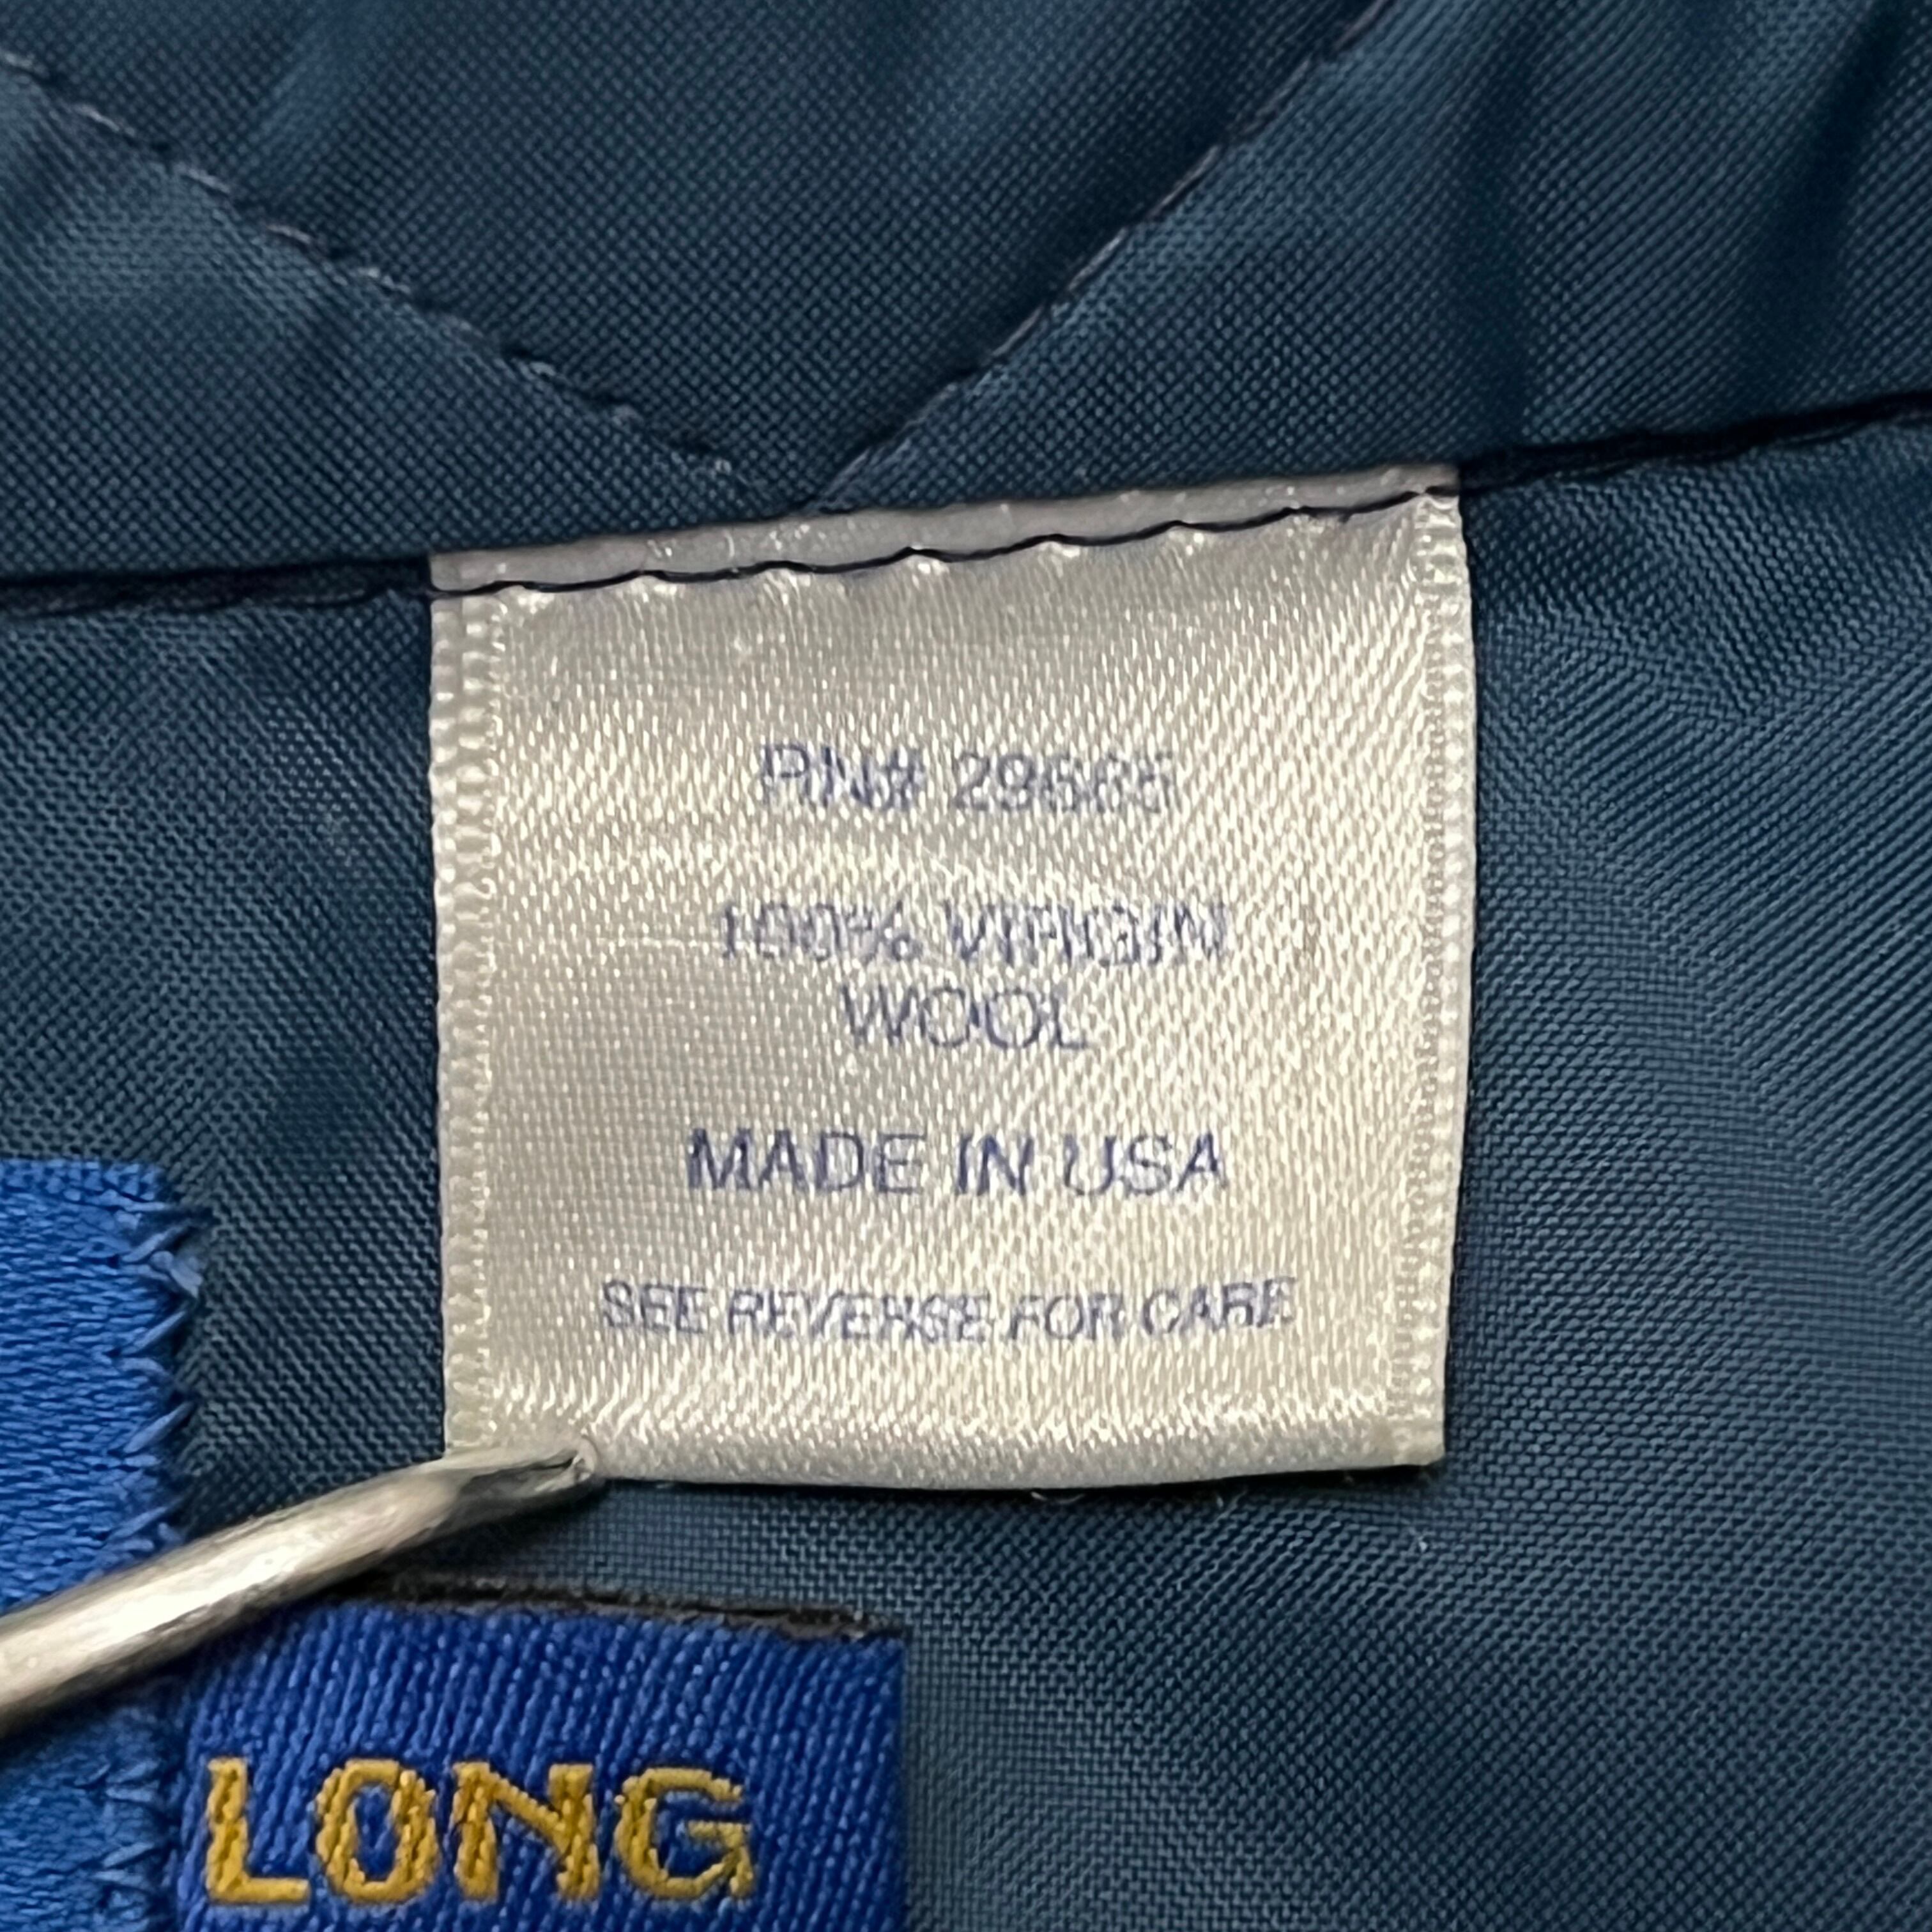 RN# 29685
100% VIRGIN
WOOL
MADE IN USA
SEE REVERSE FOR CARE
LONG